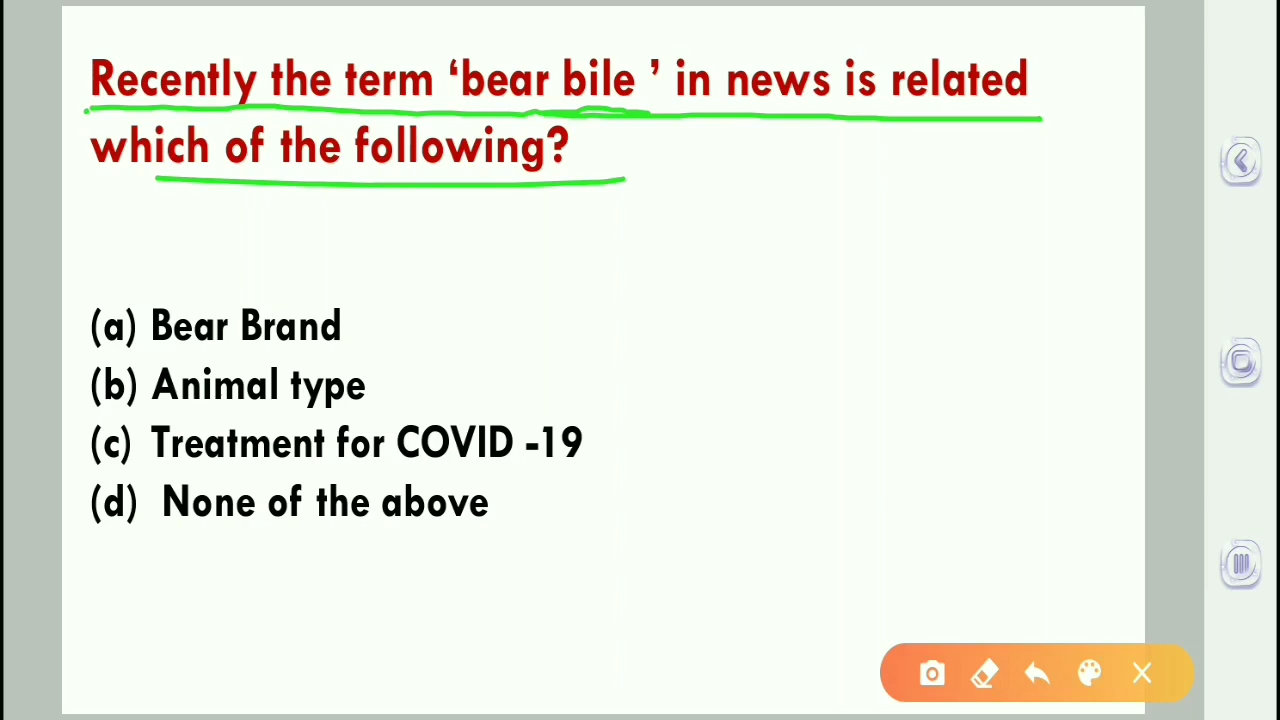 Recently the term ‘bear bile ’ in news is related
which of the following?
(a) Bear Brand
(b) Animal type
(c) Treatment for COVID -19
(d) None of the above